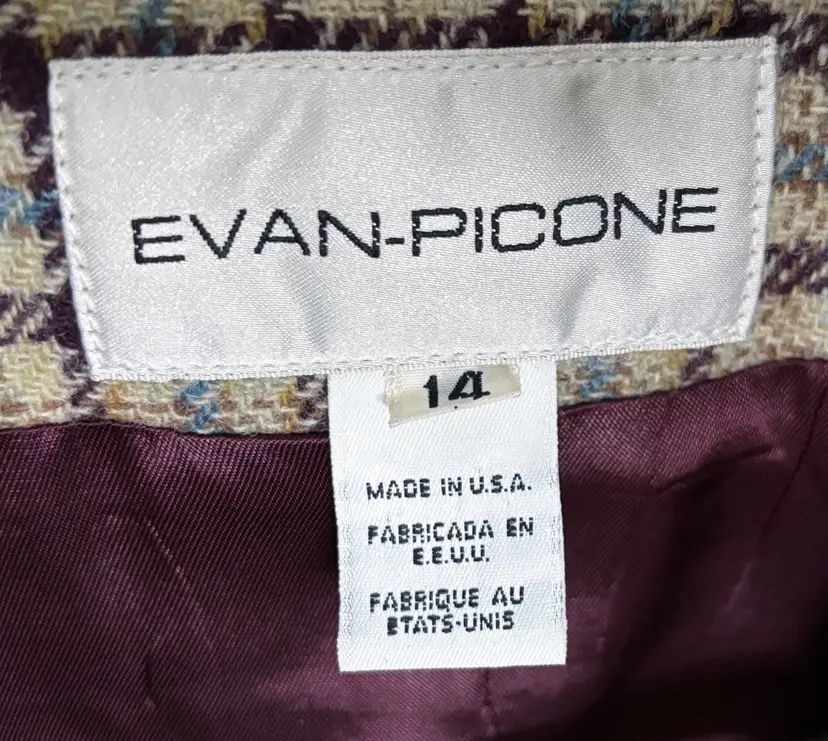 EVAN-PICONE
14
MADE IN U.S.A.
FABRICADA EN
E.E.U.U.
FABRIQUE AU
ETATS-UNIS